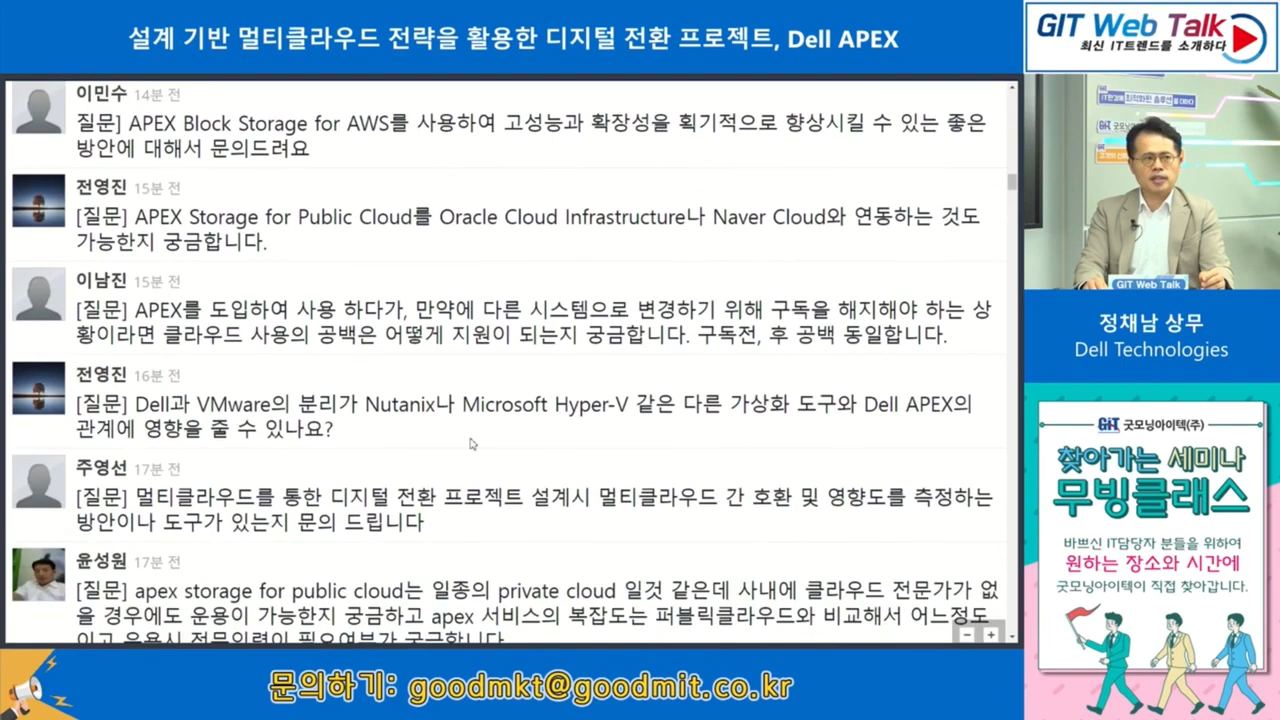 설계 기반 멀티클라우드 전략을 활용한 디지털 전환 프로젝트, Dell APEX
GIT Web Talk
최신 IT트렌드를 소개하다
이민수 14분 전
질문] APEX Block Storage for AWS를 사용하여 고성능과 확장성을 획기적으로 향상시킬 수 있는 좋은
방안에 대해서 문의드려요
전영진 15분 전
[질문] APEX Storage for Public Cloud를 Oracle Cloud Infrastructure나 Naver Cloud와 연동하는 것도
가능한지 궁금합니다.
이남진 15분 전
[질문] APEX를 도입하여 사용 하다가, 만약에 다른 시스템으로 변경하기 위해 구독을 해지해야 하는 상
황이라면 클라우드 사용의 공백은 어떻게 지원이 되는지 궁금합니다. 구독전, 후 공백 동일합니다.
전영진 16분 전
[질문] Dell과 VMware의 분리가 Nutanix나 Microsoft Hyper-V 같은 다른 가상화 도구와 Dell APEX의
관계에 영향을 줄 수 있나요?
주영선 17분 전
[질문] 멀티클라우드를 통한 디지털 전환 프로젝트 설계시 멀티클라우드 간 호환 및 영향도를 측정하는
방안이나 도구가 있는지 문의 드립니다
윤성원 17분 전
[질문] apex storage for public cloud는 일종의 private cloud 일것 같은데 사내에 클라우드 전문가가 없
을 경우에도 운용이 가능한지 궁금하고 apex 서비스의 복잡도는 퍼블릭클라우드와 비교해서 어느정도
이고 운용시 전문인력이 필요여부가 궁금합니다
GIT Web Talk
정채남 상무
Dell Technologies
GIT 굿모닝아이텍(주)
찾아가는 세미나
무빙클래스
바쁘신 IT담당자 분들을 위하여
원하는 장소와 시간에
굿모닝아이텍이 직접 찾아갑니다.
문의하기: goodmkt@goodmit.co.kr